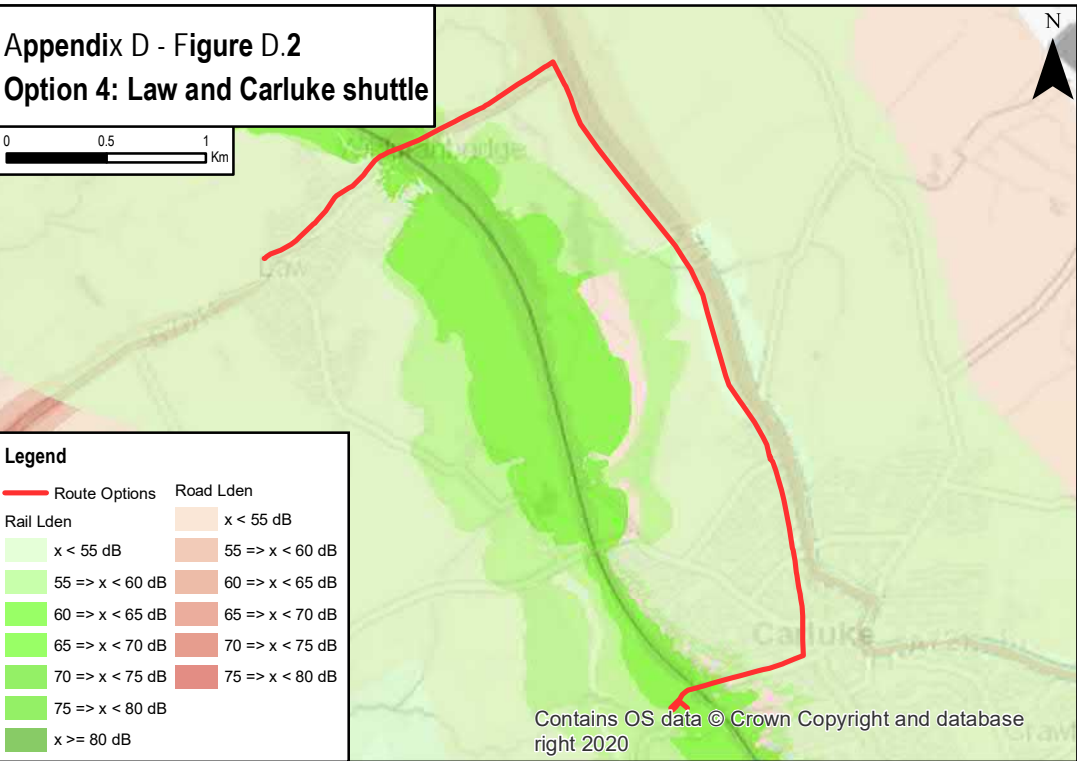 Appendix D - Figure D.2
Option 4: Law and Carluke shuttle
N
0 0.5 1
Km
Law
Legend
Route Options
Rail Lden
x < 55 dB
55 => x < 60 dB
60 => x < 65 dB
65 => x < 70 dB
70 => x < 75 dB
75 => x < 80 dB
x >= 80 dB
Road Lden
x < 55 dB
55 => x < 60 dB
60 => x < 65 dB
65 => x < 70 dB
70 => x < 75 dB
75 => x < 80 dB
Carluke
Contains OS data © Crown Copyright and database
right 2020